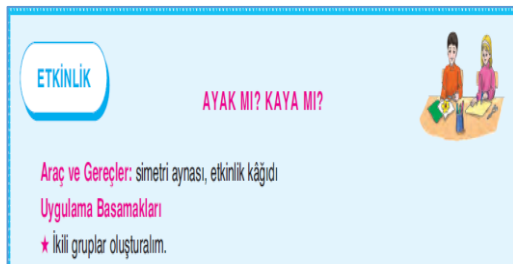 ETKİNLİK
AYAK MI? KAYA MI?
Araç ve Gereçler: simetri aynası, etkinlik kâğıdı
Uygulama Basamakları
★ İkili gruplar oluşturalım.